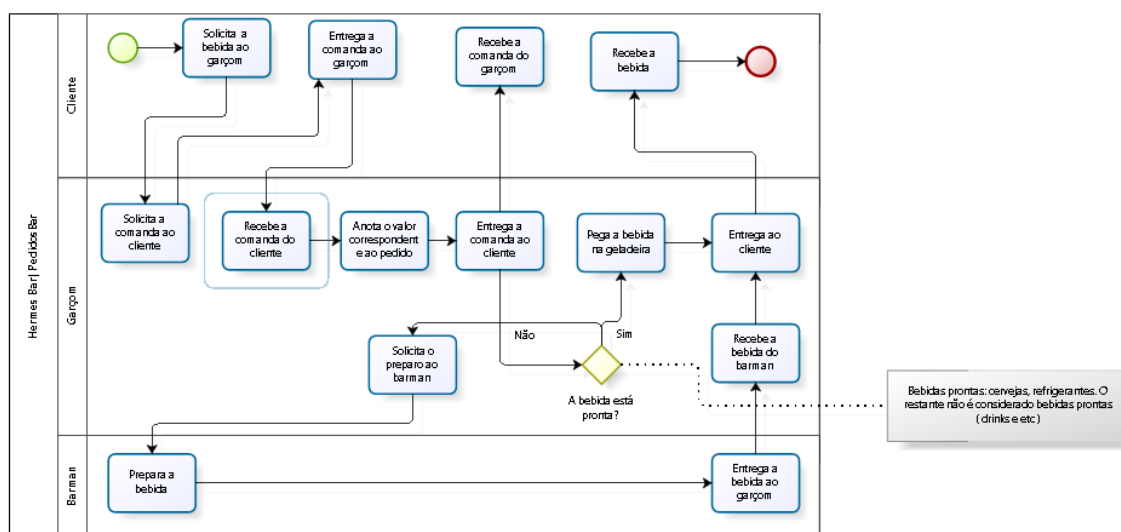 Hermes Bar| Pedidos Bar
Cliente
Solicita a
bebida ao
garçom
Entrega a
comanda ao
garçom
Recebe a
comanda do
garçom
Recebe a
bebida
Garçom
Solicita a
comanda ao
cliente
Recebe a
comanda do
cliente
Anota o valor
correspondent
e ao pedido
Entrega a
comanda ao
cliente
Pega a bebida
na geladeira
Entrega ao
cliente
Solicita o
preparo ao
barman
Não
Sim
A bebida está
pronta?
Recebe a
bebida do
barman
Bebidas prontas: cervejas, refrigerantes. O
restante não é considerado bebidas prontas
( drinks e etc )
Barman
Prepara a
bebida
Entrega a
bebida ao
garçom